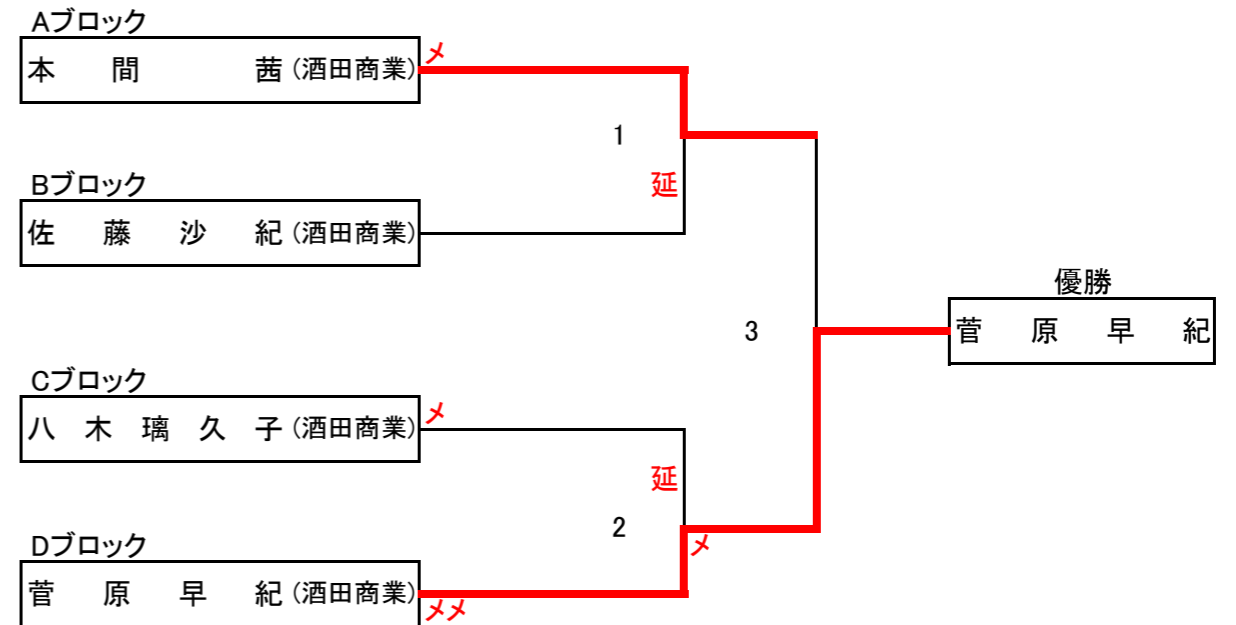 Aブロック
本間茜(酒田商業)
メ
1
延
Bブロック
佐藤沙紀(酒田商業)
優勝
菅原早紀
3
Cブロック
八木璃久子(酒田商業)
メ
延
2
メ
Dブロック
菅原早紀(酒田商業)
メメ